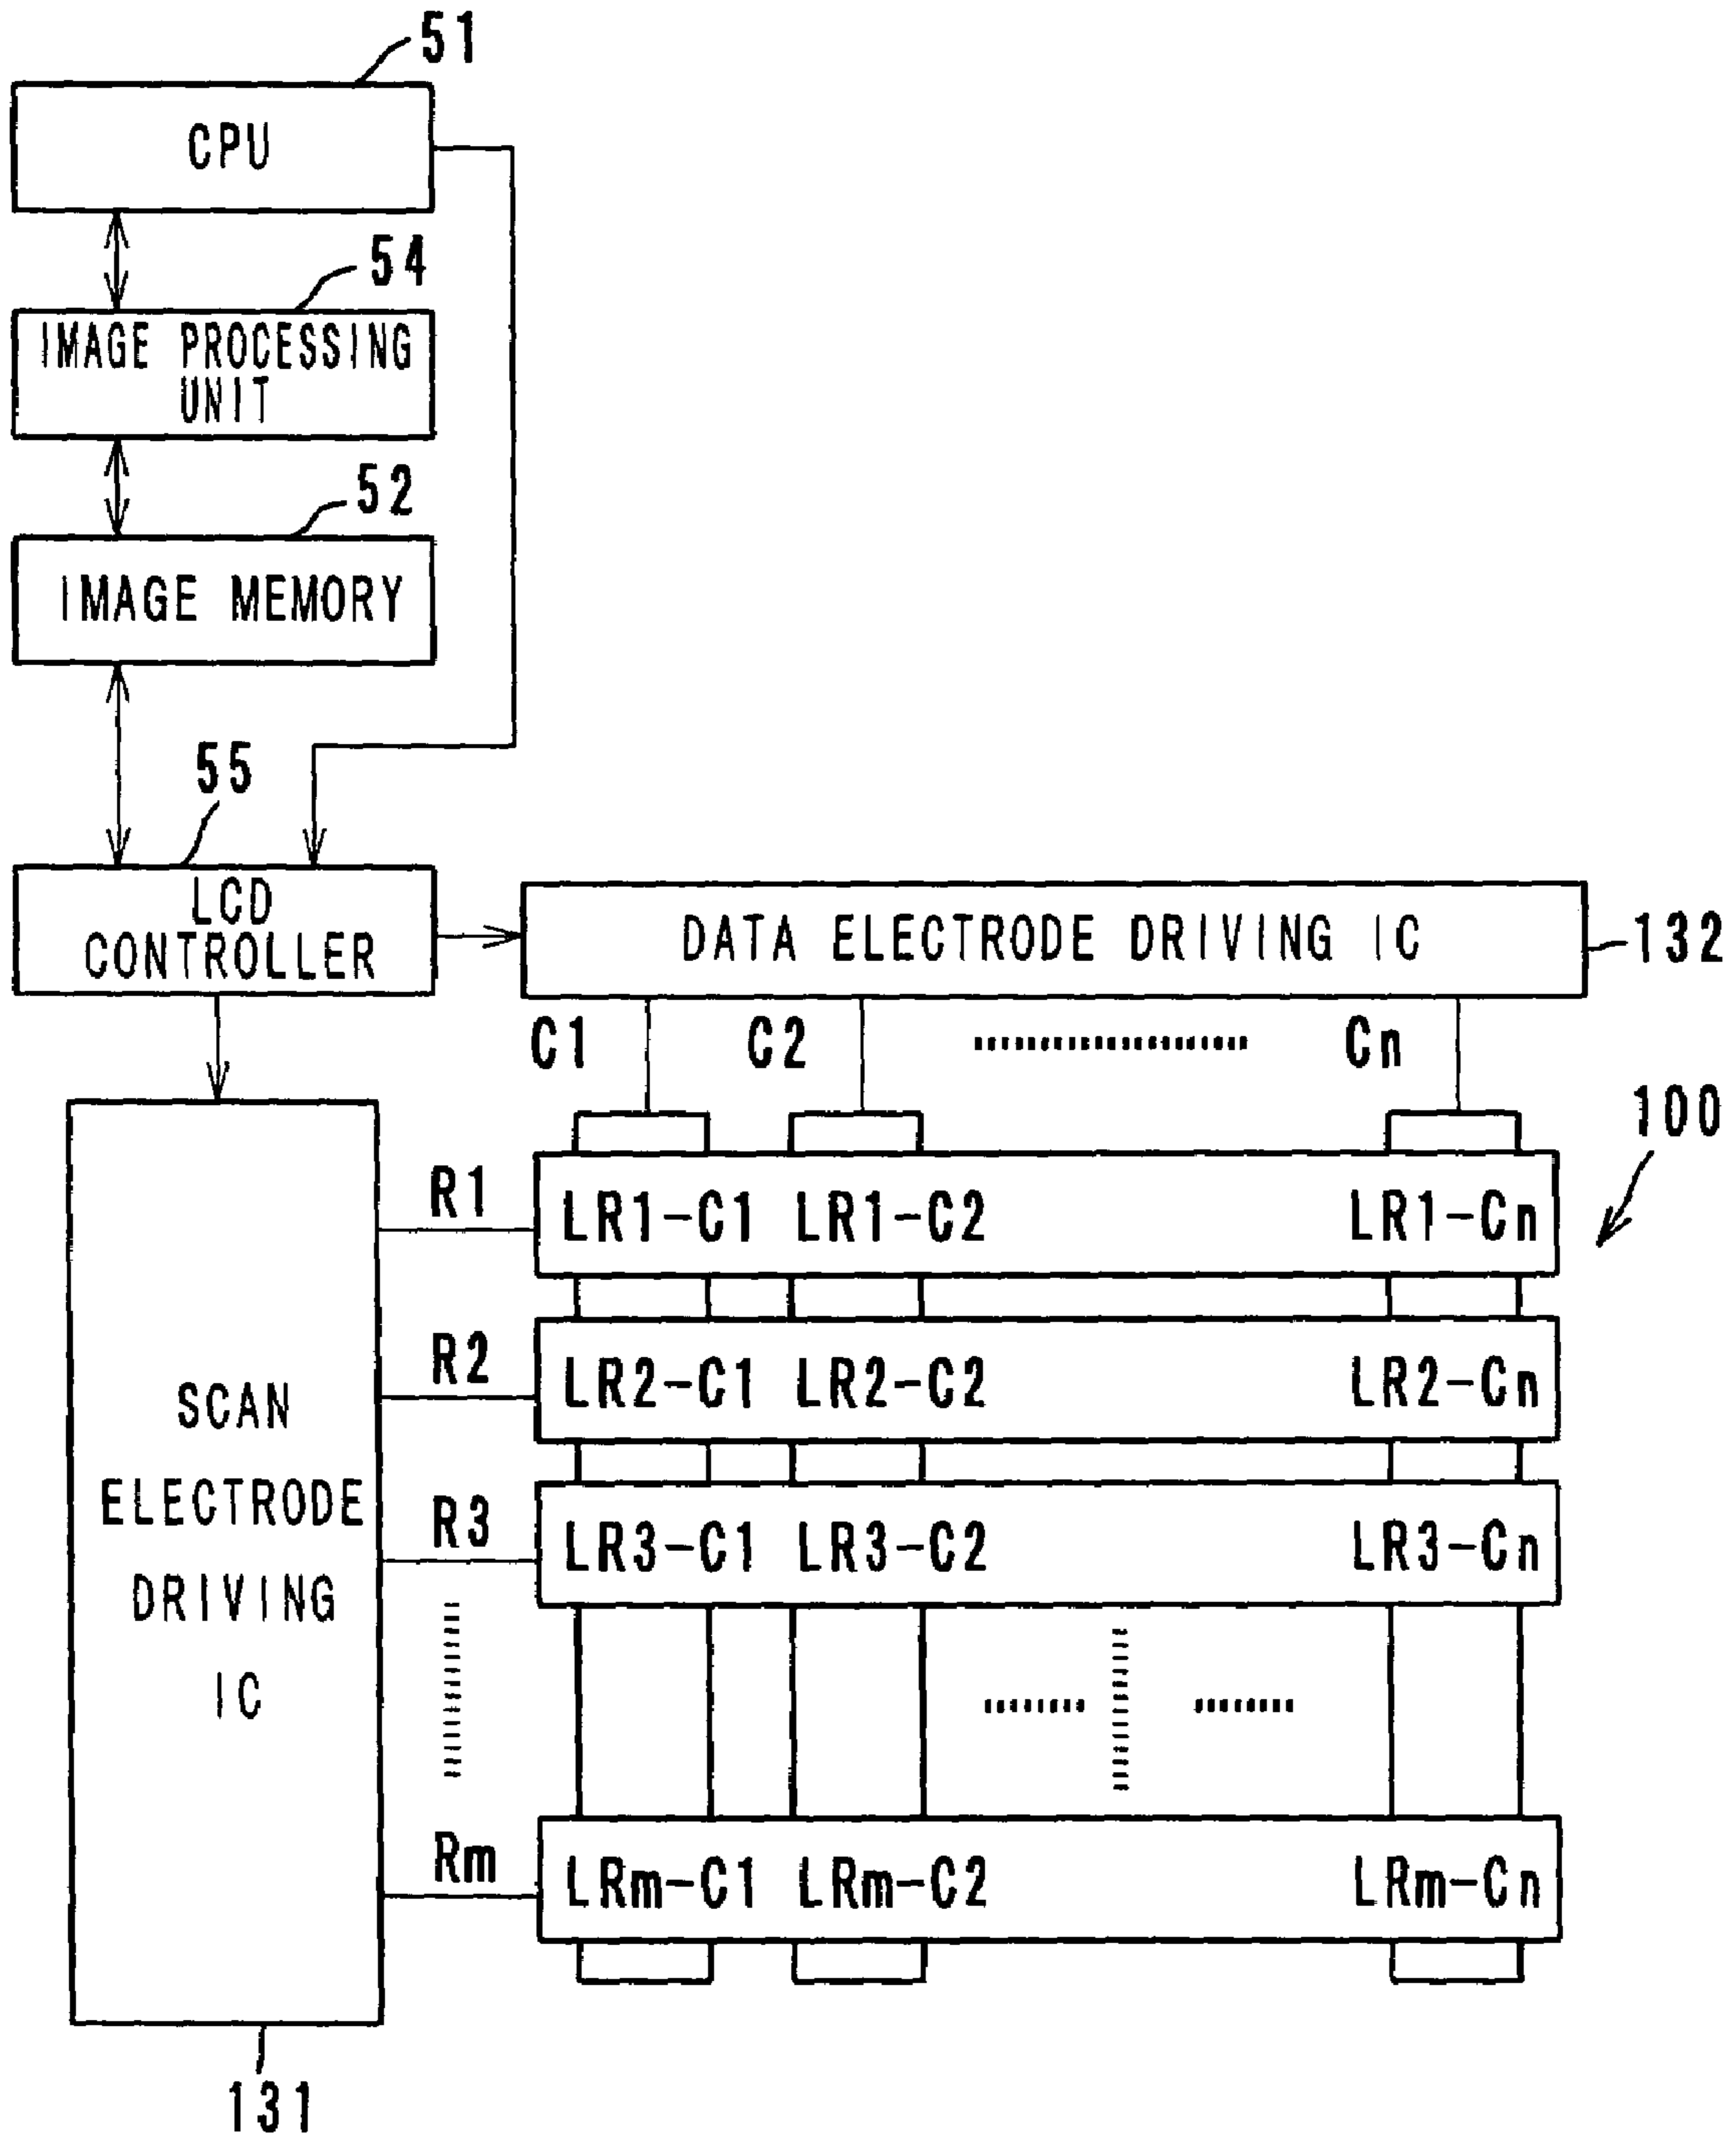 51
CPU
54
IMAGE PROCESSING
UNIT
52
IMAGE MEMORY
55
LCD
CONTROLLER
DATA ELECTRODE DRIVING IC
132
C1 C2 Cn
100
R1
LR1-C1 LR1-C2 LR1-Cn
R2
LR2-C1 LR2-C2 LR2-Cn
R3
LR3-C1 LR3-C2 LR3-Cn
SCAN
ELECTRODE
DRIVING
IC
Rm
LRm-C1 LRm-C2 LRm-Cn
131